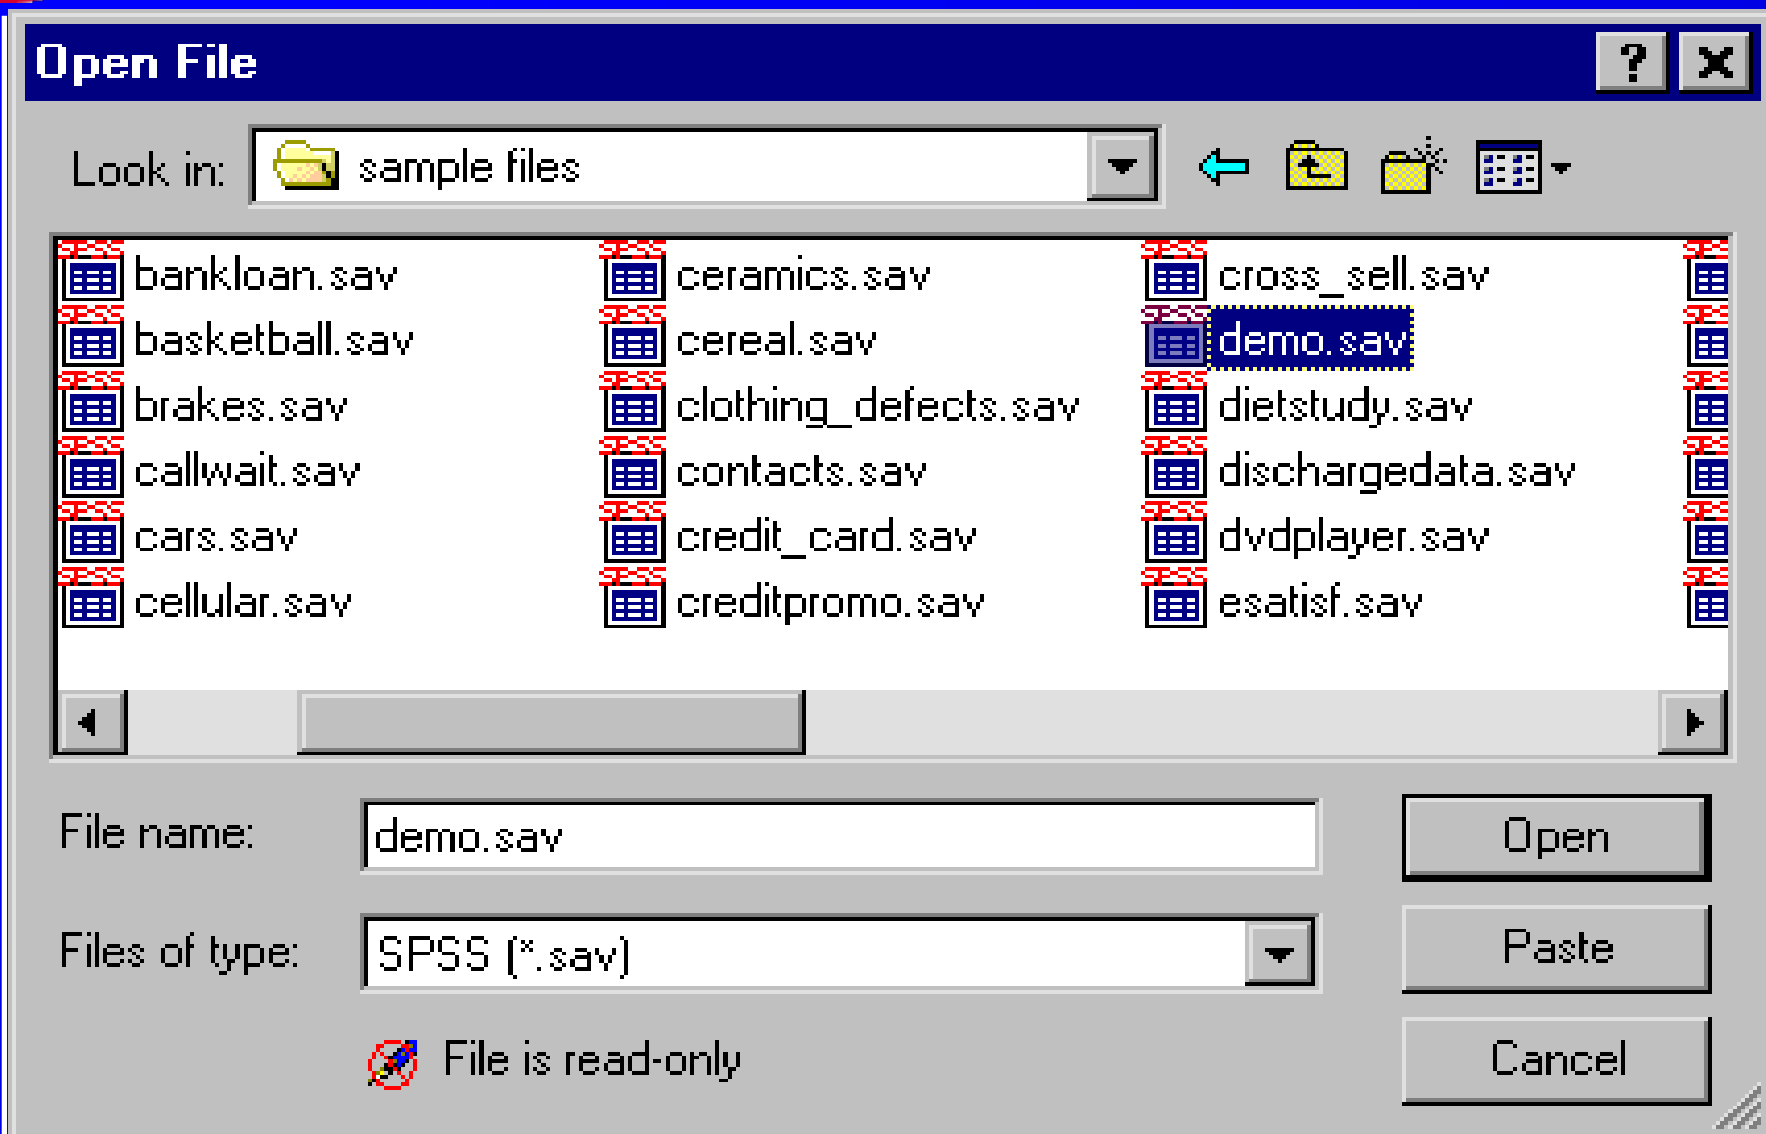 Open File
Look in: sample files
bankloan.sav ceramics.sav cross_sell.sav
basketball.sav cereal.sav demo.sav
brakes.sav clothing_defects.sav dietstudy.sav
callwait.sav contacts.sav dischargedata.sav
cars.sav credit_card.sav dvdplayer.sav
cellular.sav creditpromo.sav esatisf.sav
File name: demo.sav Open
Files of type: SPSS (*.sav) Paste
File is read-only Cancel